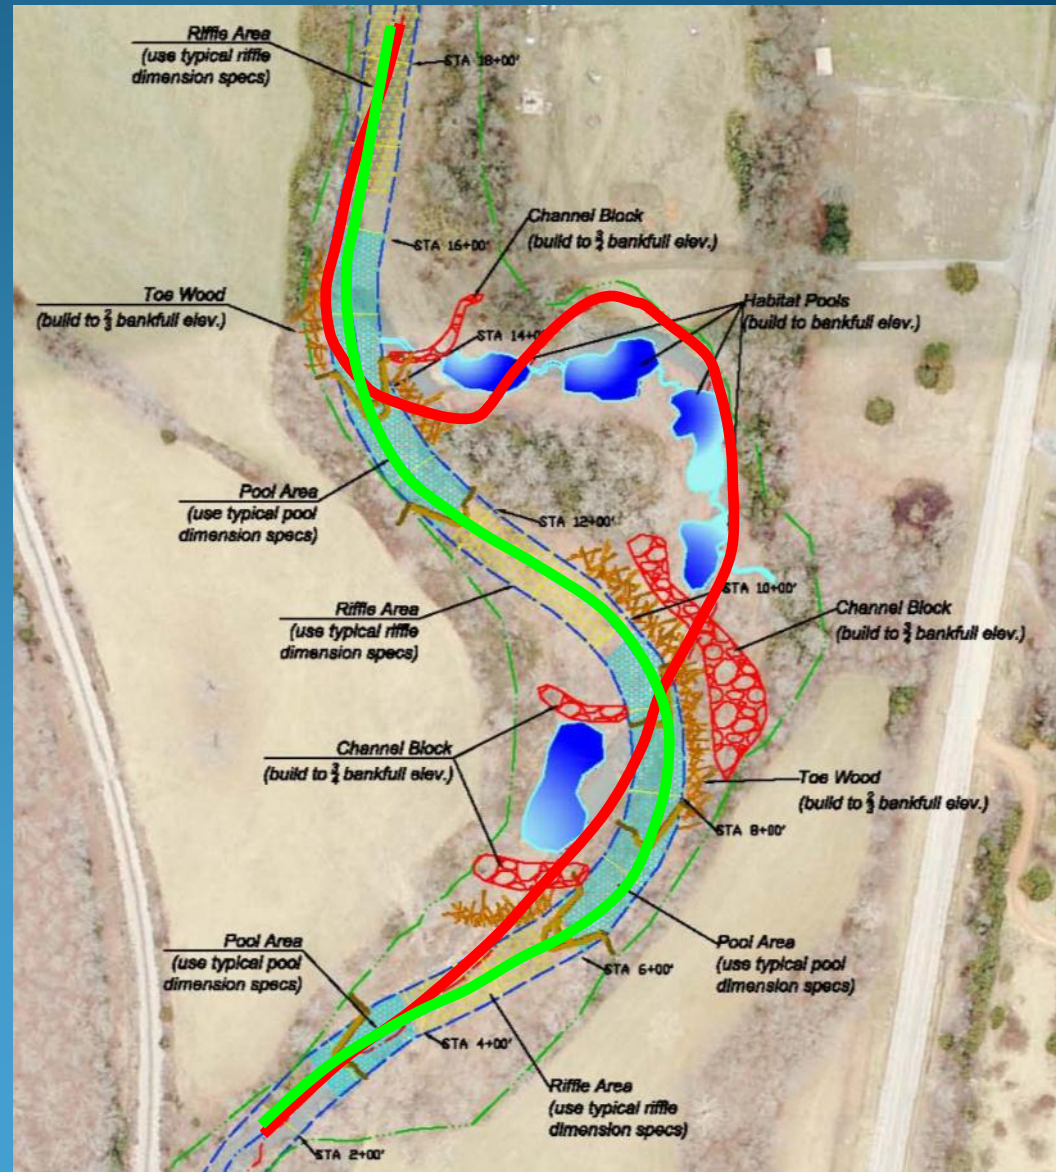 Riffle Area
(use typical riffle
dimension specs)
STA 18+00'
Channel Block
(build to ¾ bankfull elev.)
STA 16+00'
Toe Wood
(build to ⅔ bankfull elev.)
Habitat Pools
(build to bankfull elev.)
STA 14+00'
Pool Area
(use typical pool
dimension specs)
STA 12+00'
STA 10+00'
Riffle Area
(use typical riffle
dimension specs)
Channel Block
(build to ¾ bankfull elev.)
Channel Block
(build to ¾ bankfull elev.)
Toe Wood
(build to ⅔ bankfull elev.)
STA 8+00'
Pool Area
(use typical pool
dimension specs)
Pool Area
(use typical pool
dimension specs)
STA 6+00'
STA 4+00'
Riffle Area
(use typical riffle
dimension specs)
STA 2+00'